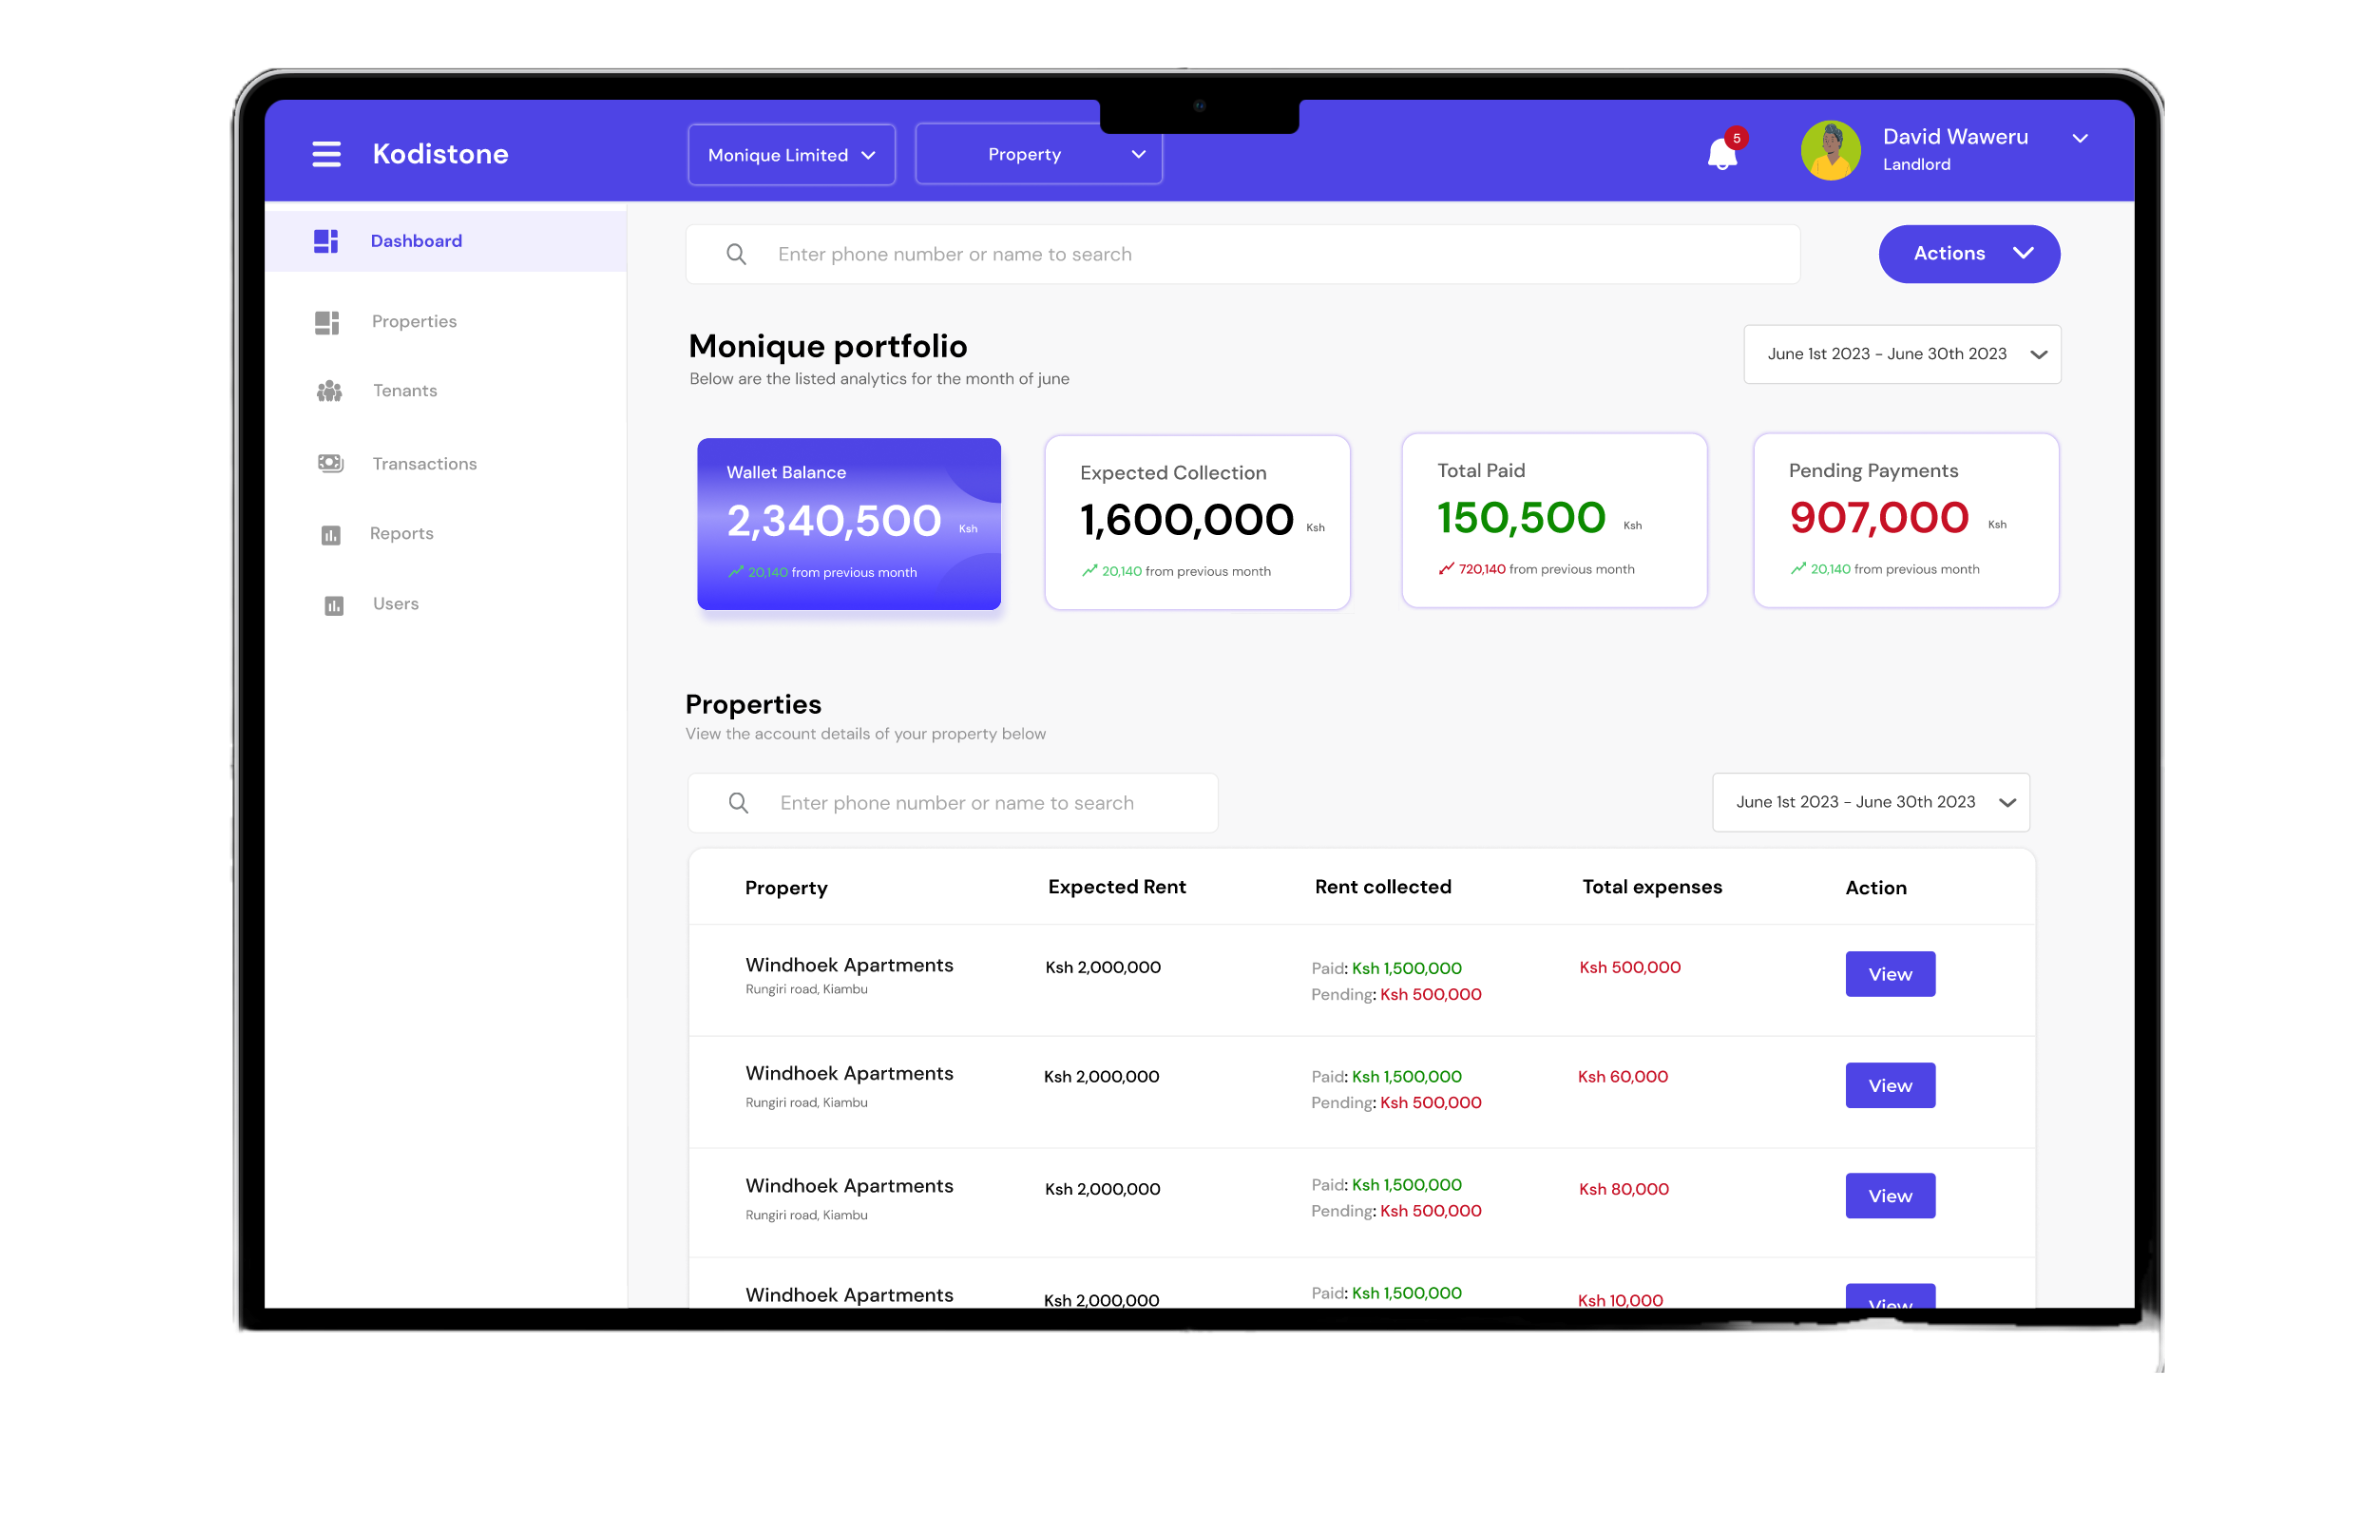 Kodistone
Monique Limited
Property
5
David Waweru
Landlord
Dashboard
Properties
Tenants
Transactions
Reports
Users
Enter phone number or name to search
Actions
Monique portfolio
Below are the listed analytics for the month of june
June 1st 2023 - June 30th 2023
Wallet Balance
2,340,500 Ksh
20,140 from previous month
Expected Collection
1,600,000 Ksh
20,140 from previous month
Total Paid
150,500 Ksh
720,140 from previous month
Pending Payments
907,000 Ksh
20,140 from previous month
Properties
View the account details of your property below
Enter phone number or name to search
June 1st 2023 - June 30th 2023
Property Expected Rent Rent collected Total expenses Action
Windhoek Apartments
Rungiri road, Kiambu
Ksh 2,000,000
Paid: Ksh 1,500,000
Pending: Ksh 500,000
Ksh 500,000
View
Windhoek Apartments
Rungiri road, Kiambu
Ksh 2,000,000
Paid: Ksh 1,500,000
Pending: Ksh 500,000
Ksh 60,000
View
Windhoek Apartments
Rungiri road, Kiambu
Ksh 2,000,000
Paid: Ksh 1,500,000
Pending: Ksh 500,000
Ksh 80,000
View
Windhoek Apartments
Ksh 2,000,000
Paid: Ksh 1,500,000
Ksh 10,000
View